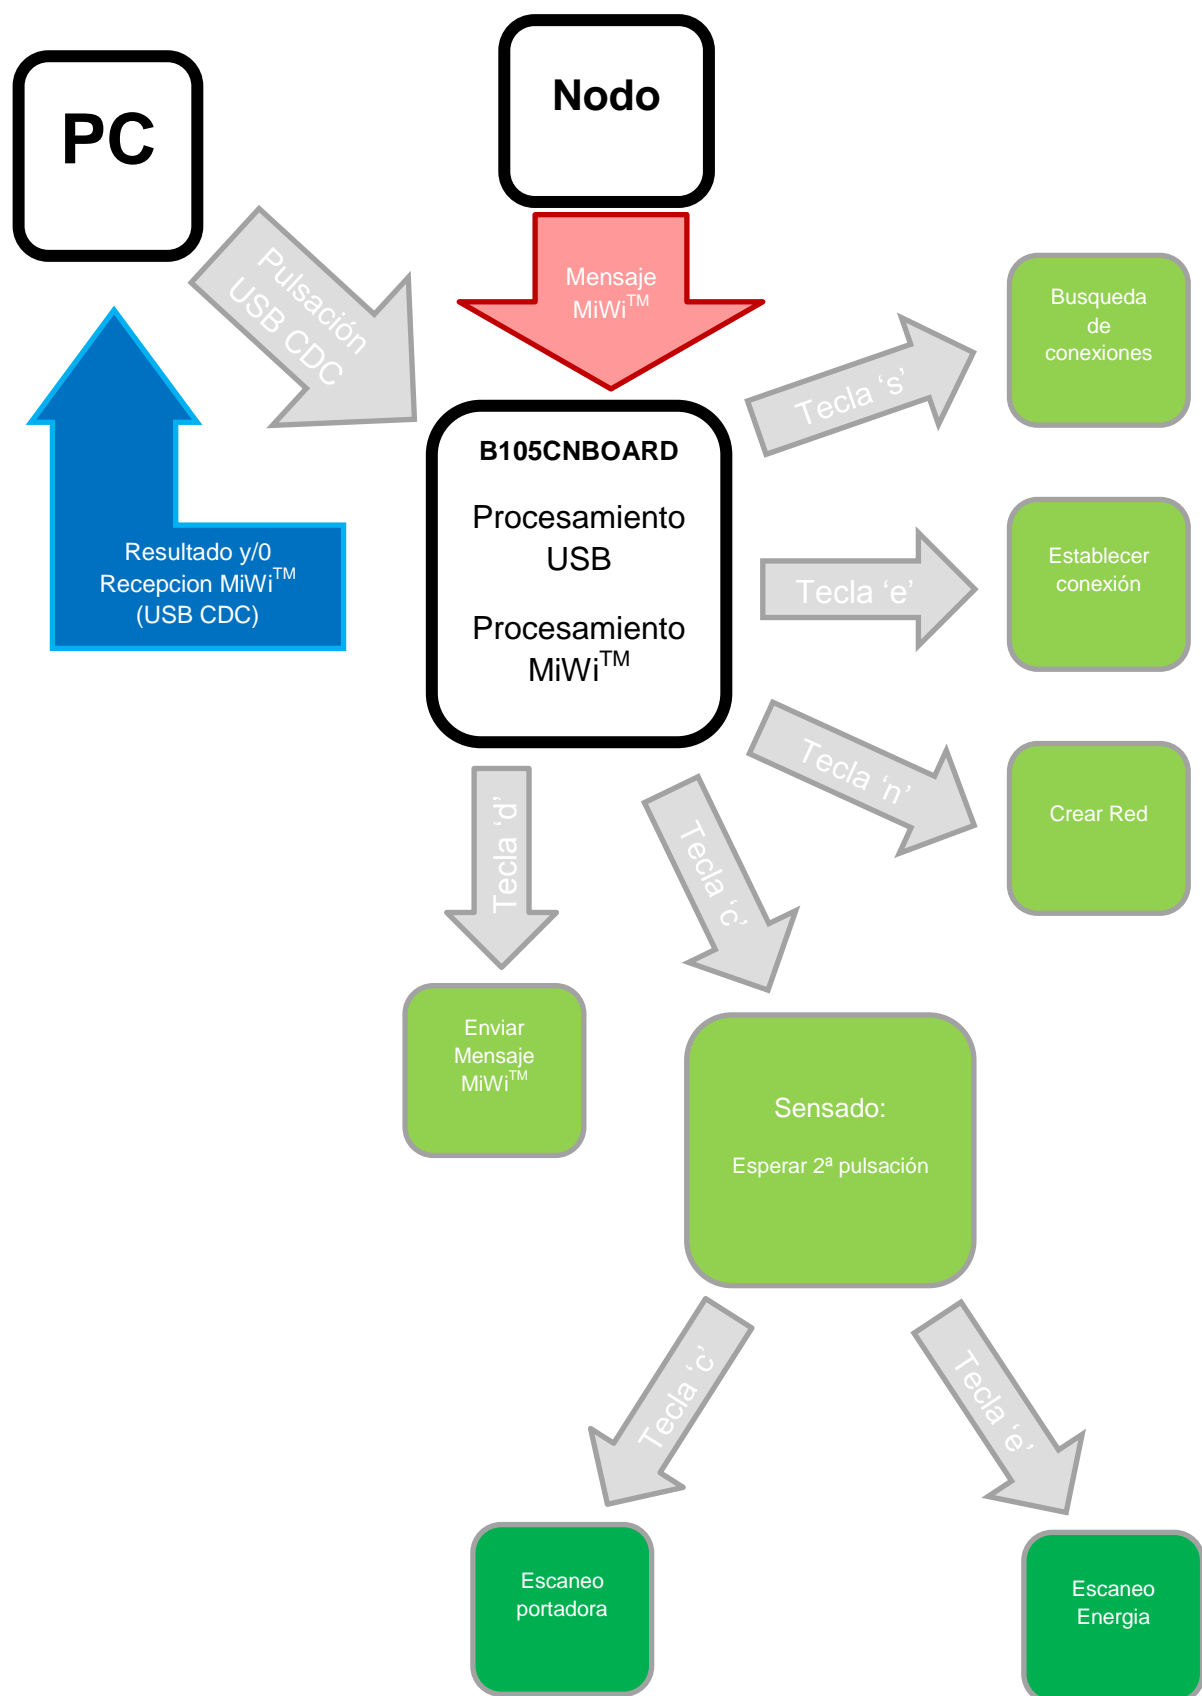 PC
Nodo
Pulsación
USB CDC
Mensaje
MiWi™
Busqueda
de
conexiones
Tecla ‘s’
B105CNBOARD
Procesamiento
USB
Procesamiento
MiWi™
Resultado y/0
Recepcion MiWi™
(USB CDC)
Tecla ‘e’
Establecer
conexión
Tecla ‘n’
Crear Red
Tecla ‘d’
Tecla ‘c’
Enviar
Mensaje
MiWi™
Sensado:
Esperar 2ª pulsación
Tecla ‘c’
Tecla ‘e’
Escaneo
portadora
Escaneo
Energia